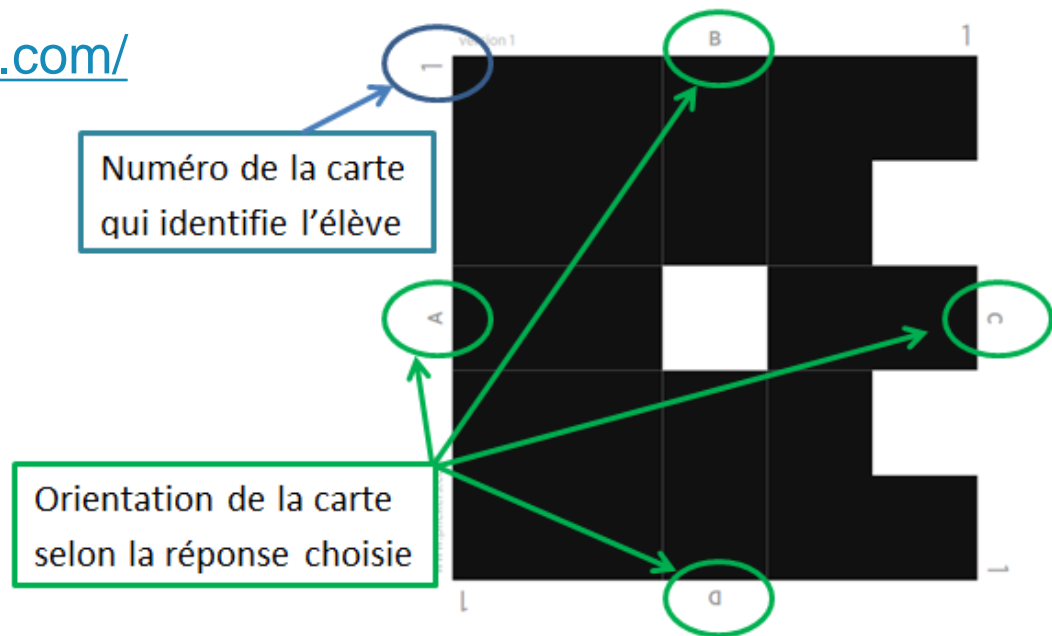 .com/
version 1
B
1
1
Numéro de la carte
qui identifie l'élève
A
C
Orientation de la carte
selon la réponse choisie
1
D
1